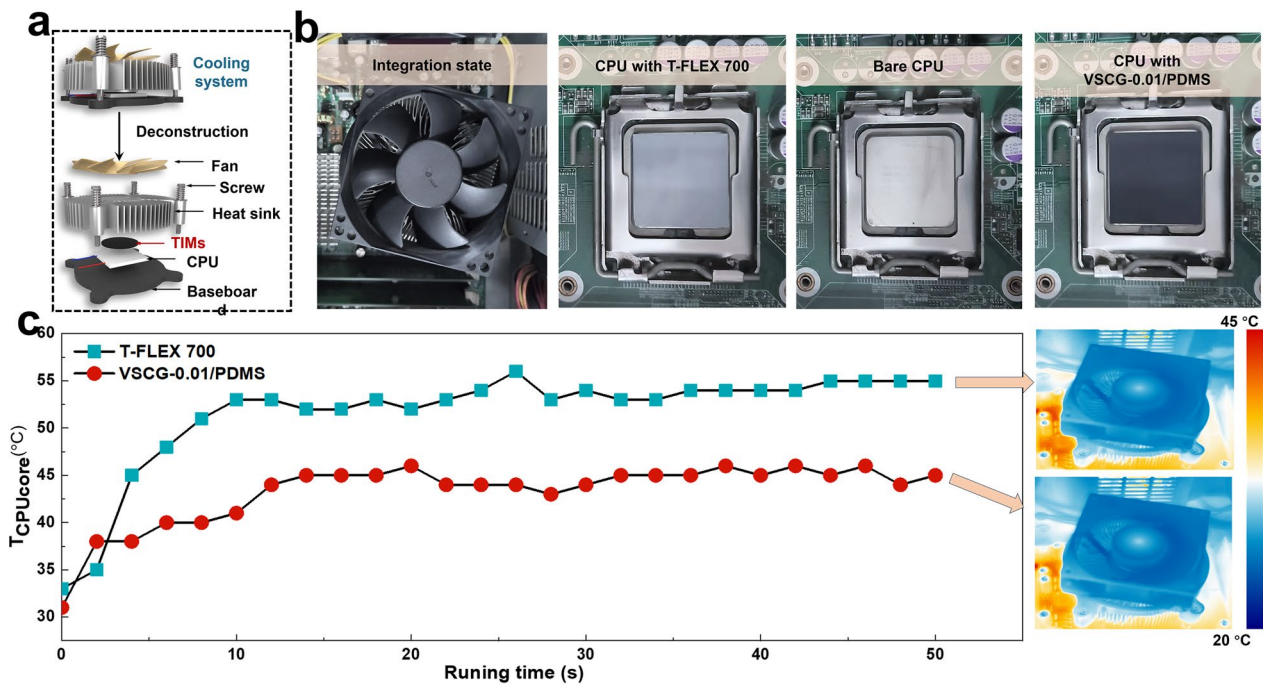 a
Cooling
system
Deconstruction
Fan
Screw
Heat sink
TIMs
CPU
Baseboar
d
b
Integration state
CPU with T-FLEX 700
Bare CPU
CPU with
VSCG-0.01/PDMS
c
T-FLEX 700
VSCG-0.01/PDMS
60
55
50
45
40
35
30
TCPUcore(°C)
0
10
20
30
40
50
Runing time (s)
45 °C
20 °C